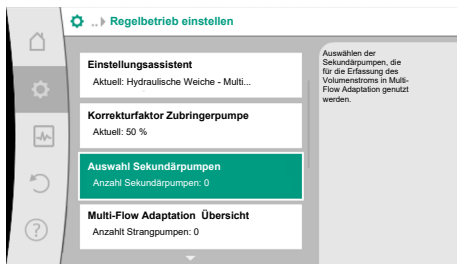 ..▸ Regelbetrieb einstellen
Einstellungsassistent
Aktuell: Hydraulische Weiche - Multi...
Korrekturfaktor Zubringerpumpe
Aktuell: 50 %
Auswahl Sekundärpumpen
Anzahl Sekundärpumpen: 0
Multi-Flow Adaptation Übersicht
Anzahlt Strangpumpen: 0
Auswählen der
Sekundärpumpen, die
für die Erfassung des
Volumenstroms in Multi-
Flow Adaptation genutzt
werden.
?